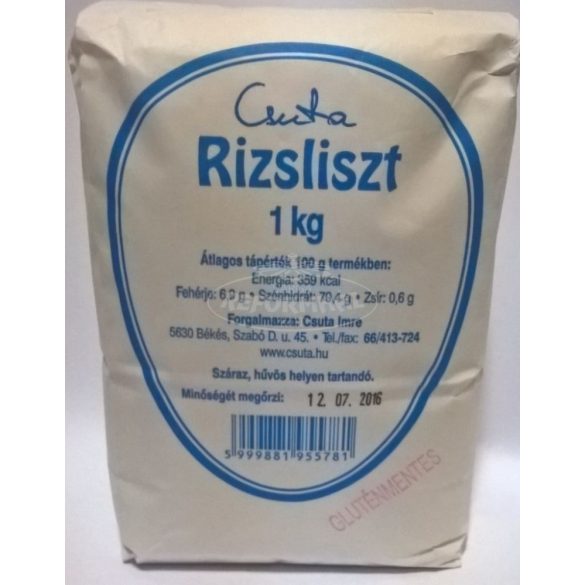 Csuta
Rizsliszt
1 kg
Átlagos tápérték 100 g termékben:
Energia: 359 kcal
Fehérje: 6,9 g • Szénhidrát: 79,4 g • Zsír: 0,6 g
REFORMKER
Forgalmazza: Csuta Imre
5630 Békés, Szabó D. u. 45. • Tel./fax: 66/413-724
www.csuta.hu
Száraz, hűvös helyen tartandó.
Minőségét megőrzi: 12. 07. 2016
5 999881 955781
GLUTÉNMENTES